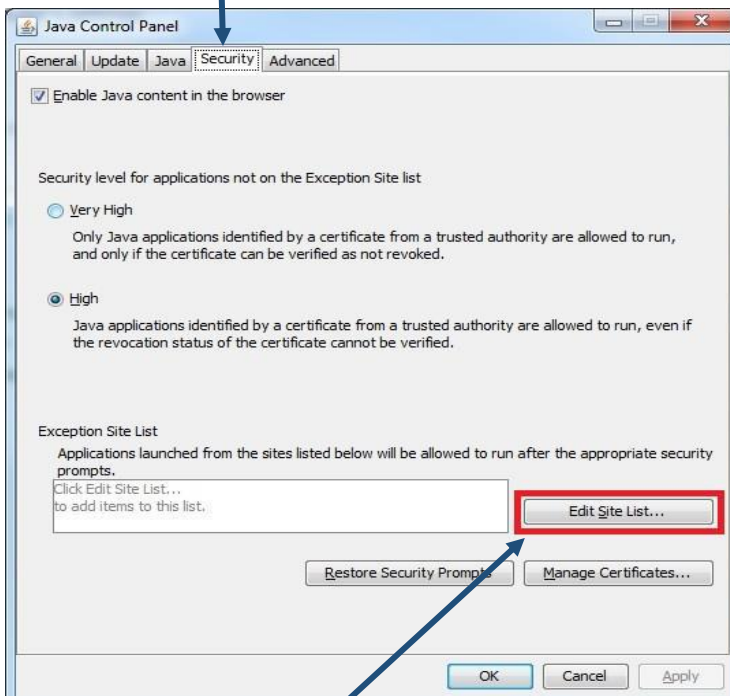 Java Control Panel
General Update Java Security Advanced
Enable Java content in the browser
Security level for applications not on the Exception Site list
Very High
Only Java applications identified by a certificate from a trusted authority are allowed to run,
and only if the certificate can be verified as not revoked.
High
Java applications identified by a certificate from a trusted authority are allowed to run, even if
the revocation status of the certificate cannot be verified.
Exception Site List
Applications launched from the sites listed below will be allowed to run after the appropriate security
prompts.
Click Edit Site List...
to add items to this list.
Edit Site List...
Restore Security Prompts Manage Certificates...
OK Cancel Apply